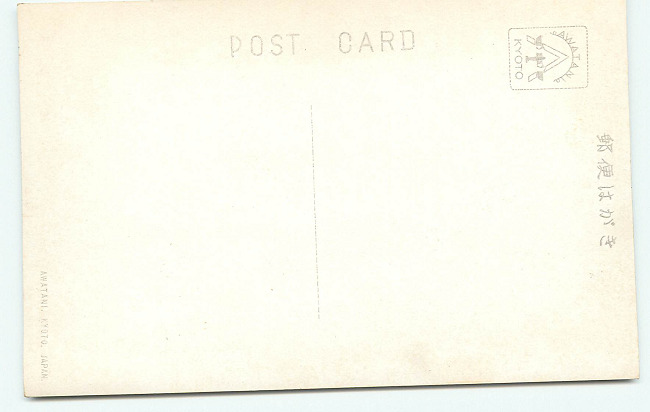 POST CARD
AWATANI
KYOTO
郵便はがき
AWATANI, KYOTO, JAPAN.